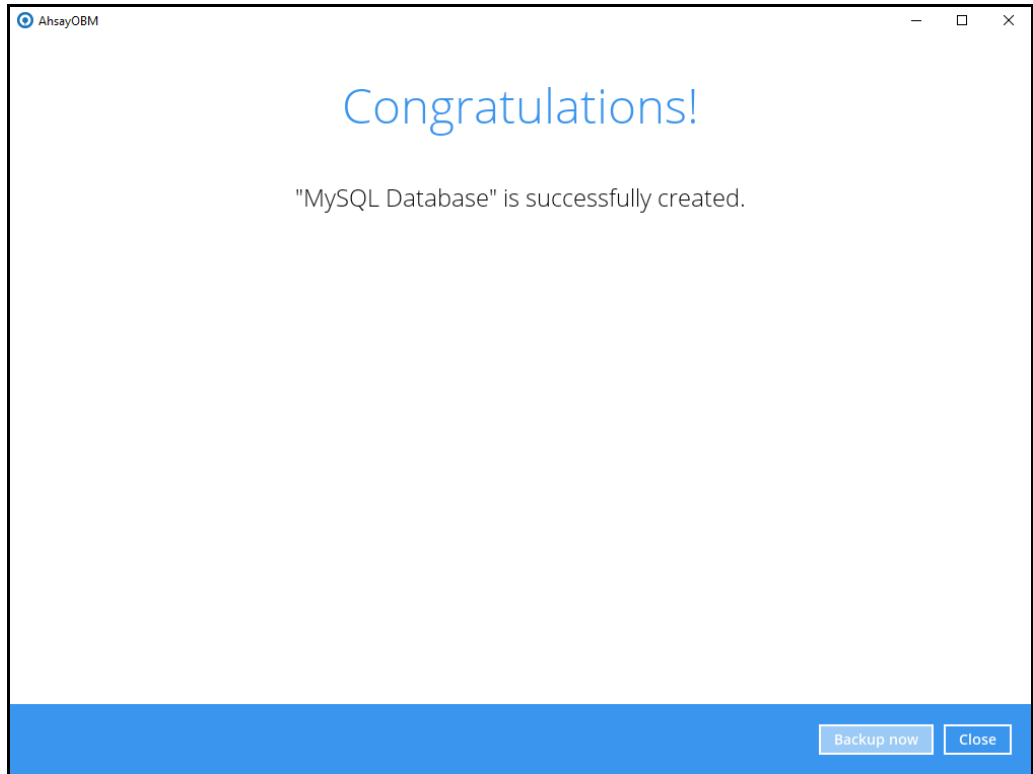 AhsayOBM
Congratulations!
"MySQL Database" is successfully created.
Backup now Close